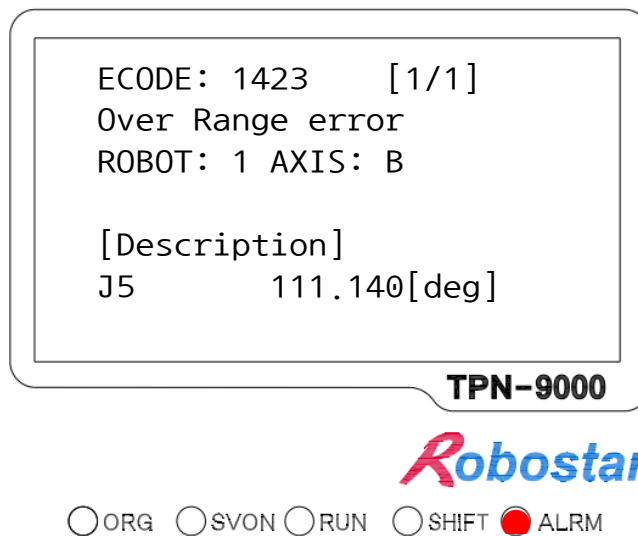 ECODE: 1423 [1/1]
Over Range error
ROBOT: 1 AXIS: B
[Description]
J5 111.140[deg]
TPN-9000
Robostar
ORG SVON RUN SHIFT ALRM